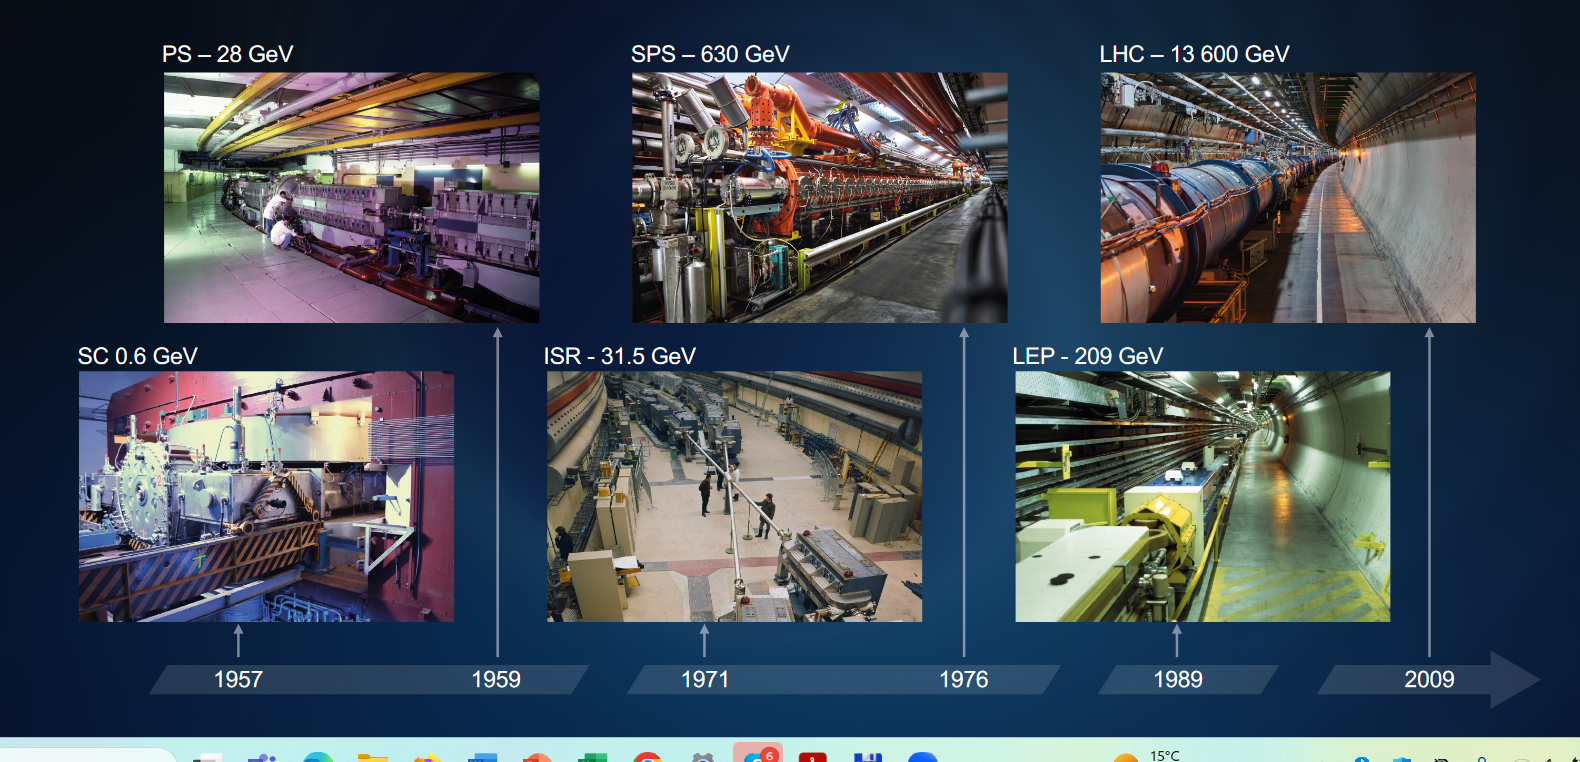 PS – 28 GeV
SPS – 630 GeV
LHC – 13 600 GeV
SC 0.6 GeV
ISR - 31.5 GeV
LEP - 209 GeV
1957
1959
1971
1976
1989
2009
6
15°C